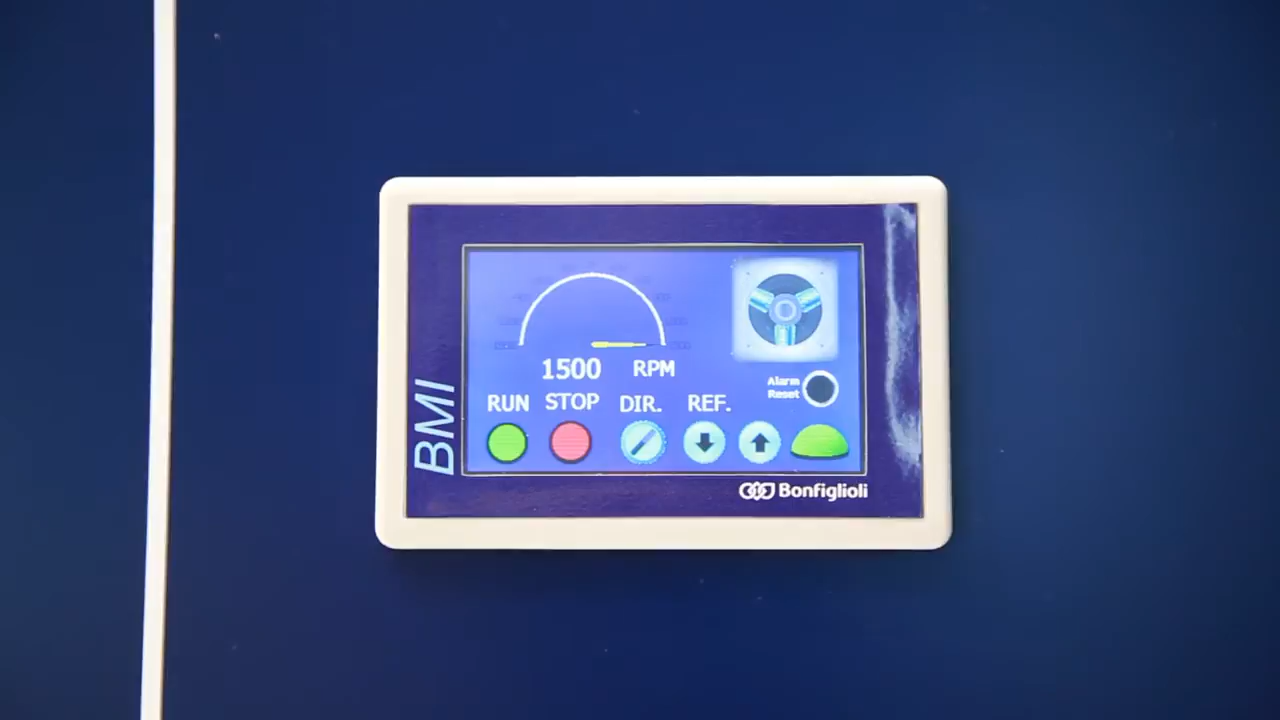 1500 RPM
Alarm
Reset
RUN STOP DIR. REF.
BMI
Bonfiglioli